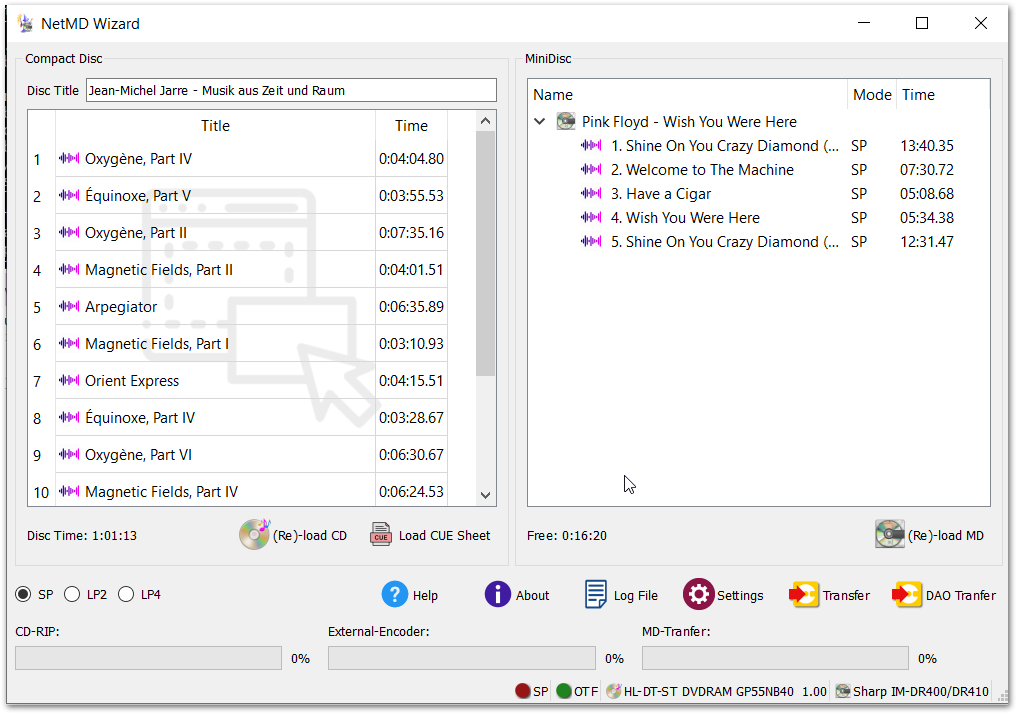 NetMD Wizard
Compact Disc
Disc Title Jean-Michel Jarre - Musik aus Zeit und Raum
Title Time
1 Oxygène, Part IV 0:04:04.80
2 Équinoxe, Part V 0:03:55.53
3 Oxygène, Part II 0:07:35.16
4 Magnetic Fields, Part II 0:04:01.51
5 Arpegiator 0:06:35.89
6 Magnetic Fields, Part I 0:03:10.93
7 Orient Express 0:04:15.51
8 Équinoxe, Part IV 0:03:28.67
9 Oxygène, Part VI 0:06:30.67
10 Magnetic Fields, Part IV 0:06:24.53
Disc Time: 1:01:13 (Re)-load CD CUE Load CUE Sheet
MiniDisc
Name Mode Time
Pink Floyd - Wish You Were Here
1. Shine On You Crazy Diamond (... SP 13:40.35
2. Welcome to The Machine SP 07:30.72
3. Have a Cigar SP 05:08.68
4. Wish You Were Here SP 05:34.38
5. Shine On You Crazy Diamond (... SP 12:31.47
Free: 0:16:20 (Re)-load MD
SP LP2 LP4 Help About Log File Settings Transfer DAO Tranfer
CD-RIP: External-Encoder: MD-Tranfer:
0% 0% 0%
SP OTF HL-DT-ST DVDRAM GP55NB40 1.00 Sharp IM-DR400/DR410